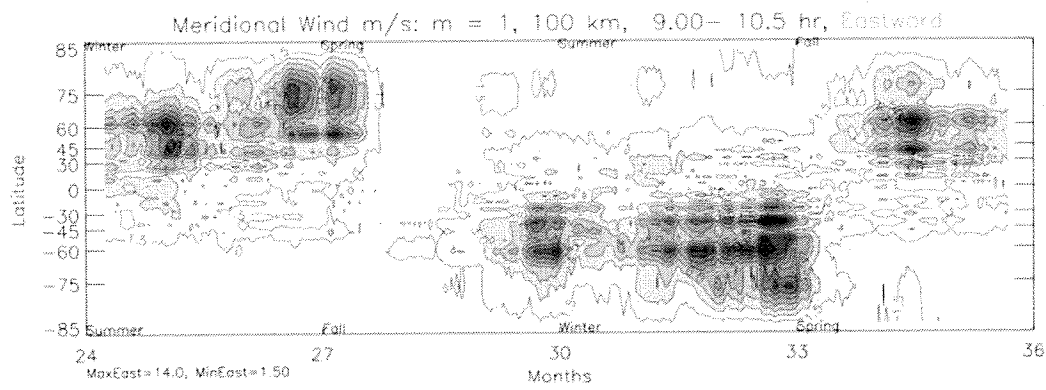 Meridional Wind m/s: m = 1, 100 km, 9.00- 10.5 hr, Eastward
85 Winter Spring Summer Fall
75
60
45
30
0
-30
-45
-60
-75
-85 Summer Fall Winter Spring
Latitude
24 27 30 33 36
MaxEast=14.0, MinEast=1.50
Months